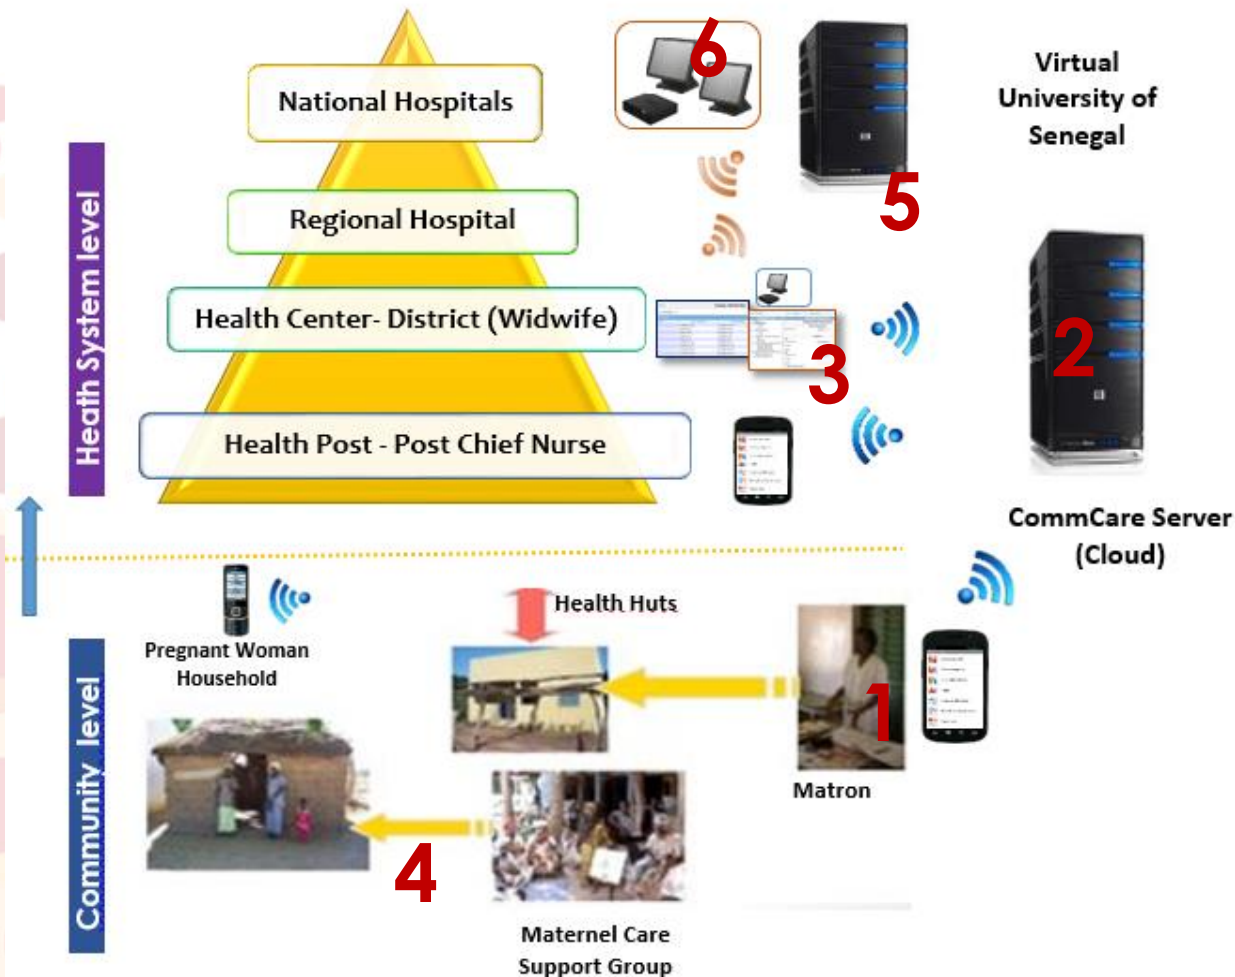 National Hospitals
6
Virtual
University of
Senegal
5
Regional Hospital
Heath System level
Health Center- District (Widwife)
3
2
Health Post - Post Chief Nurse
CommCare Server
(Cloud)
Health Huts
Pregnant Woman
Household
1
Matron
Community level
4
Maternel Care
Support Group